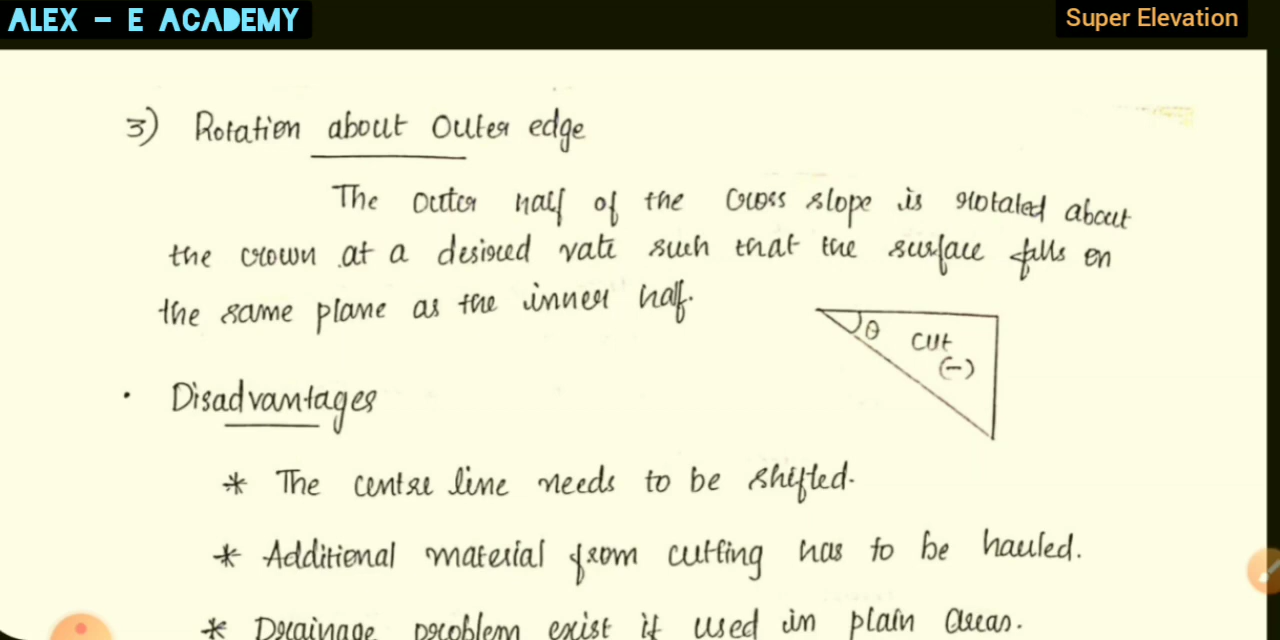 ALEX - E ACADEMY
Super Elevation
3) Rotation about Outer edge
The outer half of the cross slope is rotated about
the crown at a desired rate such that the surface falls on
the same plane as the inner half.
θ cut
(-)
· Disadvantages
* The centre line needs to be shifted.
* Additional material from cutting has to be hauled.
* Drainage problem exist if used in plain areas.